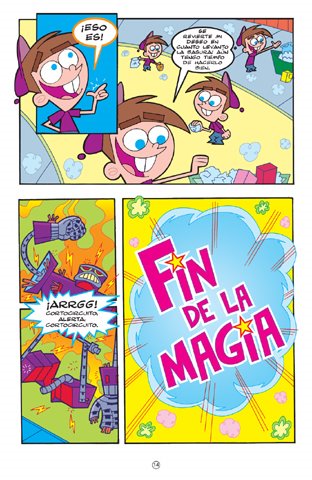 ¡ESO
ES!
SE
REVIERTE MI
DESEO EN
CUANTO LEVANTO
LA BASURA! AÚN
TENGO TIEMPO
DE HACERLO
BIEN.
¡ARRGG!
CORTOCIRCUITO,
ALERTA,
CORTOCIRCUITO.
FIN
DE LA
MAGIA
14